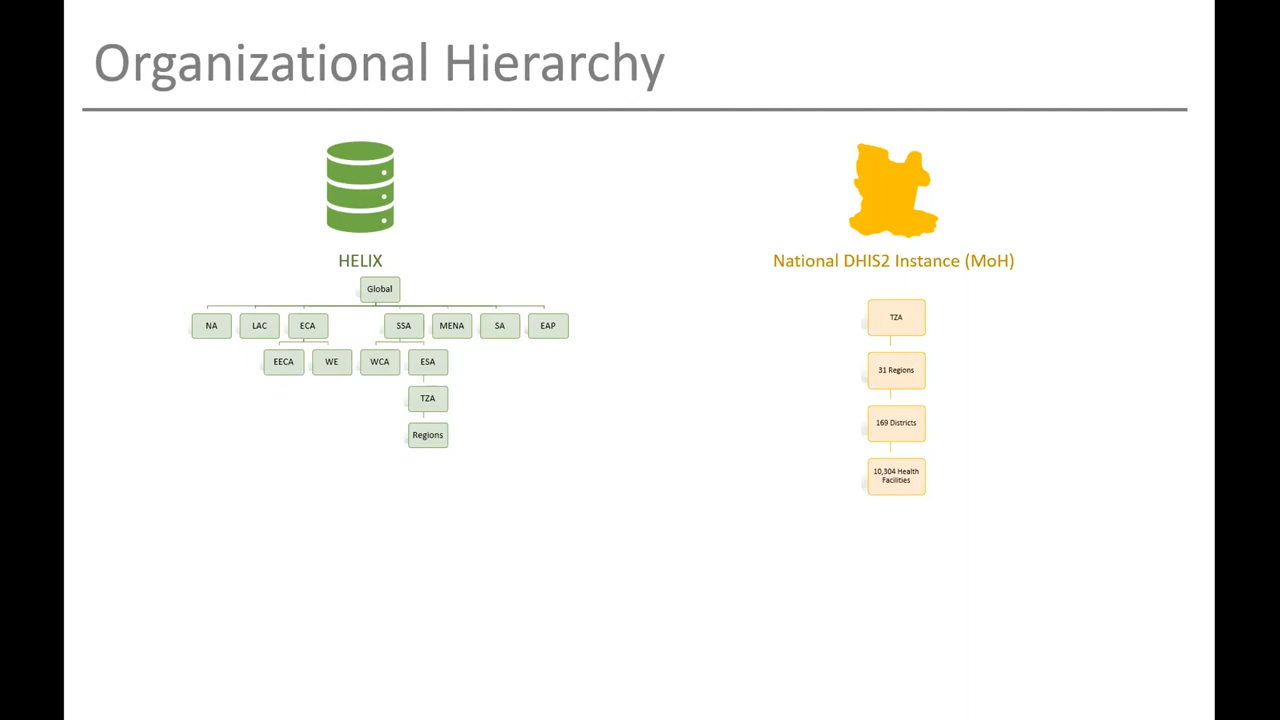 Organizational Hierarchy
HELIX
Global
NA
LAC
ECA
SSA
MENA
SA
EAP
EECA
WE
WCA
ESA
TZA
Regions
National DHIS2 Instance (MoH)
TZA
31 Regions
169 Districts
10,304 Health
Facilities